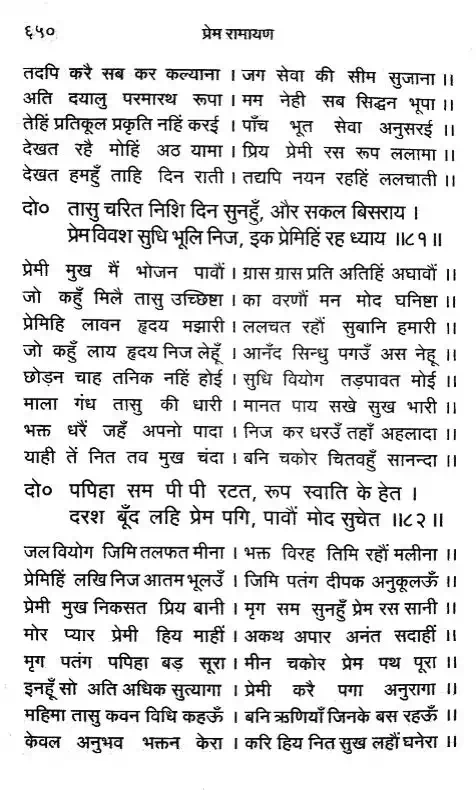 ६५०
प्रेम रामायण
तदपि करै सब कर कल्याना । जग सेवा की सीम सुजाना ।।
अति दयालु परमारथ रूपा । मम नेही सब सिद्धन भूपा ।।
तेहिं प्रतिकूल प्रकृति नहिं करई । पाँच भूत सेवा अनुसरई ।।
देखत रहै मोहिं अठ यामा । प्रिय प्रेमी रस रूप ललामा ।।
देखत हमहुँ ताहि दिन राती । तद्यपि नयन रहहिं ललचाती ।।
दो० तासु चरित निशि दिन सुनहुँ, और सकल बिसराय ।
प्रेम विवश सुधि भूलि निज, इक प्रेमिहिं रह ध्याय ॥८१॥
प्रेमी मुख मैं भोजन पावौं । ग्रास ग्रास प्रति अतिहिं अघावौं ।।
जो कहुँ मिलै तासु उच्छिष्टा । का वरणौं मन मोद घनिष्टा ।।
प्रेमिहि लावन हृदय मझारी । ललचत रहौं सुबानि हमारी ।।
जो कहुँ लाय हृदय निज लेहूँ । आनँद सिन्धु पगउँ अस नेहू ।।
छोड़न चाह तनिक नहिं होई । सुधि वियोग तड़पावत मोई ।।
माला गंध तासु की धारी । मानत पाय सखे सुख भारी ।।
भक्त धरैं जहँ अपनो पादा । निज कर धरउँ तहाँ अहलादा ।।
याही तें नित तव मुख चंदा । बनि चकोर चितवहुँ सानन्दा ।।
दो० पपिहा सम पी पी रटत, रूप स्वाति के हेत ।
दरश बूँद लहि प्रेम पगि, पावौं मोद सुचेत ॥८२॥
जल वियोग जिमि तलफत मीना । भक्त विरह तिमि रहौं मलीना ।।
प्रेमिहिं लखि निज आतम भूलउँ । जिमि पतंग दीपक अनुकूलऊँ ।।
प्रेमी मुख निकसत प्रिय बानी । मृग सम सुनहुँ प्रेम रस सानी ।।
मोर प्यार प्रेमी हिय माहीं । अकथ अपार अनंत सदाहीं ।।
मृग पतंग पपिहा बड़ सूरा । मीन चकोर प्रेम पथ पूरा ।।
इनहूँ सो अति अधिक सुत्यागा । प्रेमी करै पगा अनुरागा ।।
महिमा तासु कवन विधि कहऊँ । बनि ऋणियाँ जिनके बस रहऊँ ।।
केवल अनुभव भक्तन केरा । करि हिय नित सुख लहौं घनेरा ।।